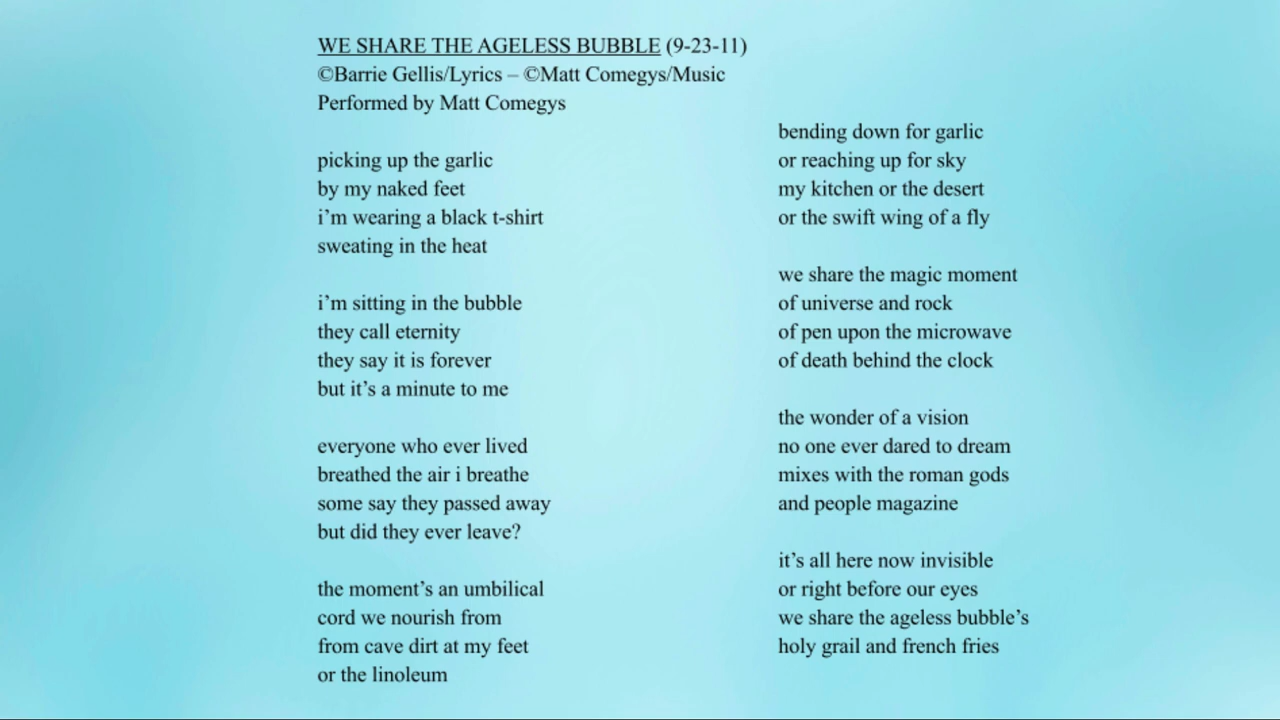 WE SHARE THE AGELESS BUBBLE (9-23-11)
©Barrie Gellis/Lyrics – ©Matt Comegys/Music
Performed by Matt Comegys
picking up the garlic
by my naked feet
i’m wearing a black t-shirt
sweating in the heat
i’m sitting in the bubble
they call eternity
they say it is forever
but it’s a minute to me
everyone who ever lived
breathed the air i breathe
some say they passed away
but did they ever leave?
the moment’s an umbilical
cord we nourish from
from cave dirt at my feet
or the linoleum
bending down for garlic
or reaching up for sky
my kitchen or the desert
or the swift wing of a fly
we share the magic moment
of universe and rock
of pen upon the microwave
of death behind the clock
the wonder of a vision
no one ever dared to dream
mixes with the roman gods
and people magazine
it’s all here now invisible
or right before our eyes
we share the ageless bubble’s
holy grail and french fries